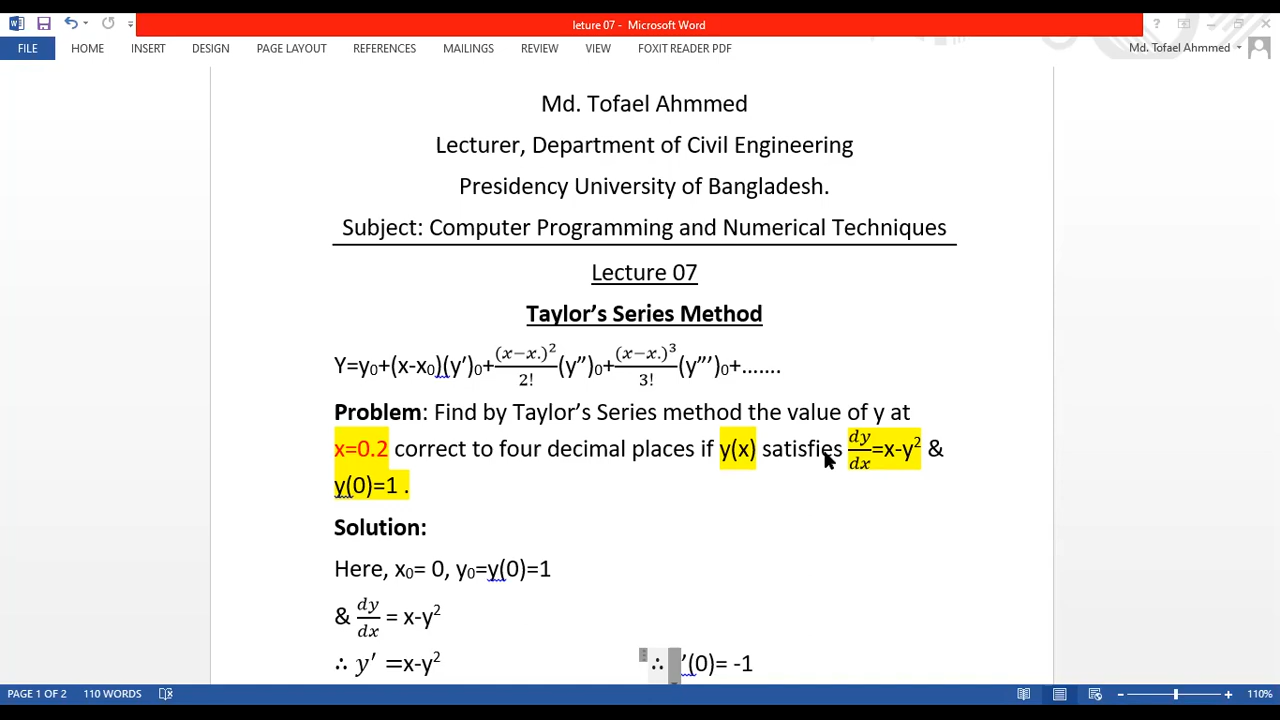 leture 07 - Microsoft Word
FILE HOME INSERT DESIGN PAGE LAYOUT REFERENCES MAILINGS REVIEW VIEW FOXIT READER PDF Md. Tofael Ahmmed
Md. Tofael Ahmmed
Lecturer, Department of Civil Engineering
Presidency University of Bangladesh.
Subject: Computer Programming and Numerical Techniques
Lecture 07
Taylor’s Series Method
Y=y₀+(x-x₀)(y’)₀+(x−x.)²/2!(y”)₀+(x−x.)³/3!(y”’)₀+.......
Problem: Find by Taylor’s Series method the value of y at
x=0.2 correct to four decimal places if y(x) satisfies dy/dx=x-y² &
y(0)=1 .
Solution:
Here, x₀= 0, y₀=y(0)=1
& dy/dx = x-y²
∴ y′ =x-y² ∴ ’(0)= -1
PAGE 1 OF 2 110 WORDS 110%